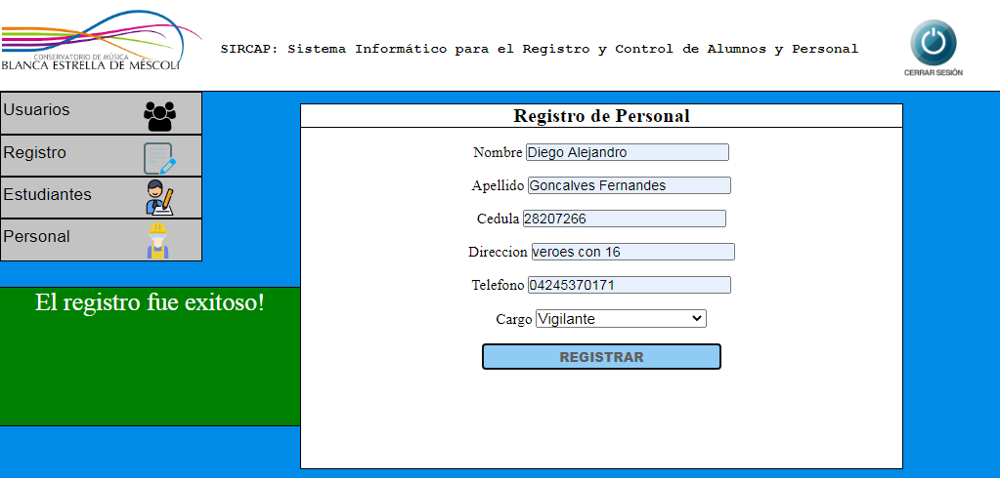 CONSERVATORIO DE MÚSICA
BLANCA ESTRELLA DE MÉSCOLI
SIRCAP: Sistema Informático para el Registro y Control de Alumnos y Personal
CERRAR SESIÓN
Usuarios
Registro
Estudiantes
Personal
El registro fue exitoso!
Registro de Personal
Nombre Diego Alejandro
Apellido Goncalves Fernandes
Cedula 28207266
Direccion veroes con 16
Telefono 04245370171
Cargo Vigilante
REGISTRAR